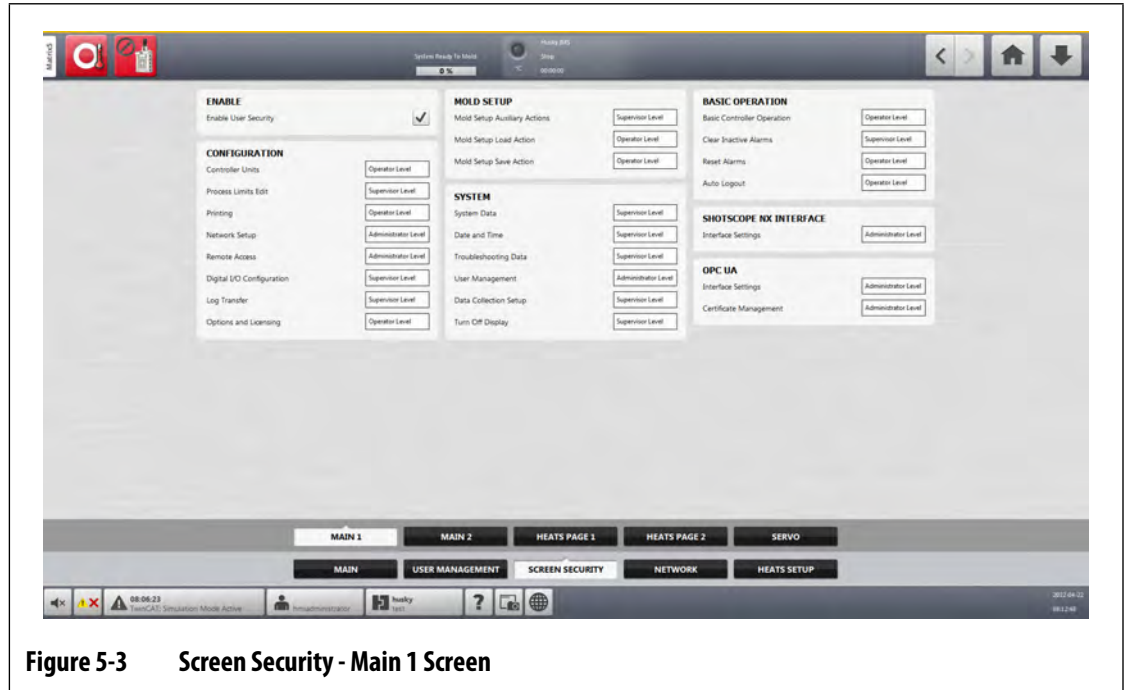 Matrix5
System Ready To Mold
0 %
Husky (M)
Stop
°C
00:00:00
ENABLE
Enable User Security
CONFIGURATION
Controller Units Operator Level
Process Limits Edit Supervisor Level
Printing Operator Level
Network Setup Administrator Level
Remote Access Administrator Level
Digital I/O Configuration Supervisor Level
Log Transfer Supervisor Level
Options and Licensing Operator Level
MOLD SETUP
Mold Setup Auxiliary Actions Supervisor Level
Mold Setup Load Action Operator Level
Mold Setup Save Action Operator Level
SYSTEM
System Data Supervisor Level
Date and Time Supervisor Level
Troubleshooting Data Supervisor Level
User Management Administrator Level
Data Collection Setup Supervisor Level
Turn Off Display Supervisor Level
BASIC OPERATION
Basic Controller Operation Operator Level
Clear Inactive Alarms Supervisor Level
Reset Alarms Operator Level
Auto Logout Operator Level
SHOTSCOPE NX INTERFACE
Interface Settings Administrator Level
OPC UA
Interface Settings Administrator Level
Certificate Management Administrator Level
MAIN 1 MAIN 2 HEATS PAGE 1 HEATS PAGE 2 SERVO
MAIN USER MANAGEMENT SCREEN SECURITY NETWORK HEATS SETUP
08:06:23
TwinCAT: Simulation Mode Active
hmiadministrator
husky
test
?
Figure 5-3 Screen Security - Main 1 Screen